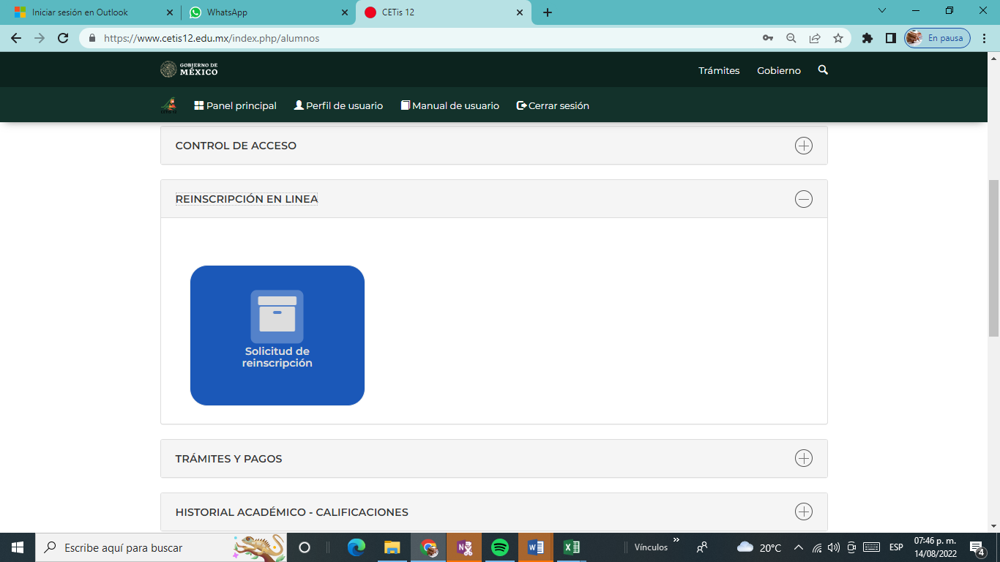 Iniciar sesión en Outlook
WhatsApp
CETis 12
https://www.cetis12.edu.mx/index.php/alumnos
En pausa
GOBIERNO DE
MÉXICO
Trámites
Gobierno
CETIS 12
Panel principal
Perfil de usuario
Manual de usuario
Cerrar sesión
CONTROL DE ACCESO
REINSCRIPCIÓN EN LINEA
Solicitud de
reinscripción
TRÁMITES Y PAGOS
HISTORIAL ACADÉMICO - CALIFICACIONES
Escribe aquí para buscar
Vínculos
20°C
ESP
07:46 p. m.
14/08/2022
4